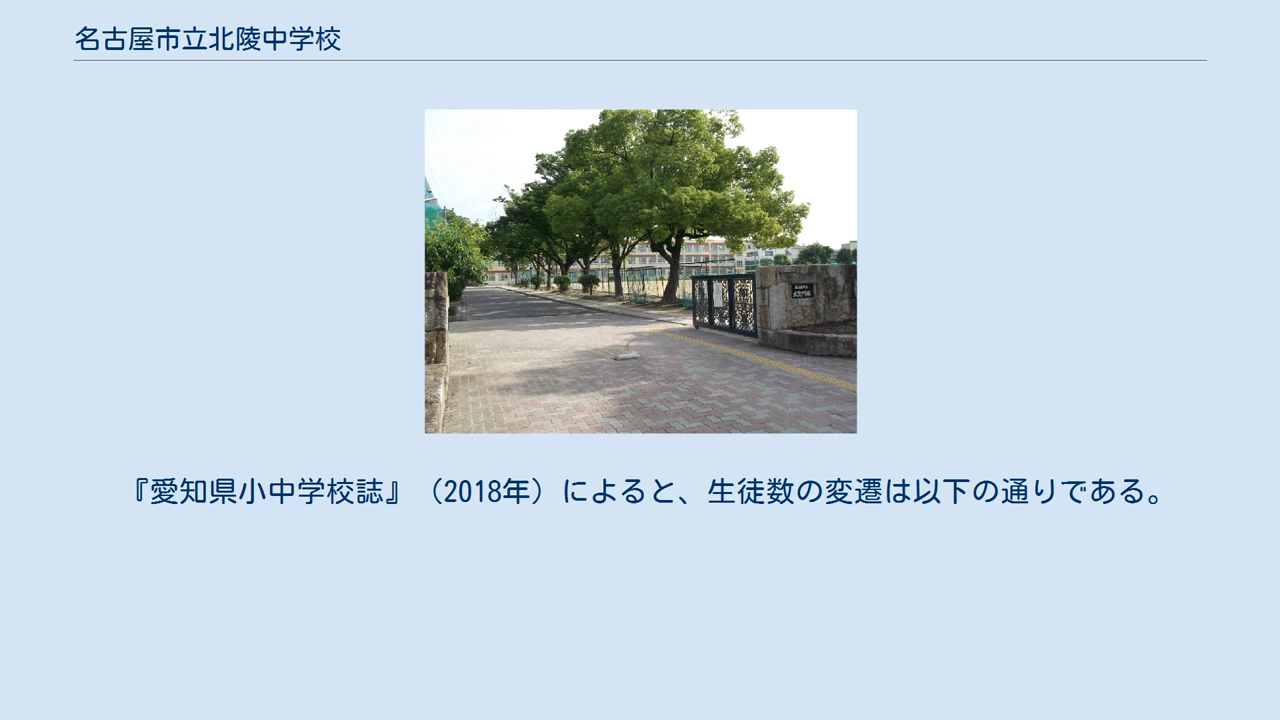 名古屋市立北陵中学校
『愛知県小中学校誌』（2018年）によると、生徒数の変遷は以下の通りである。